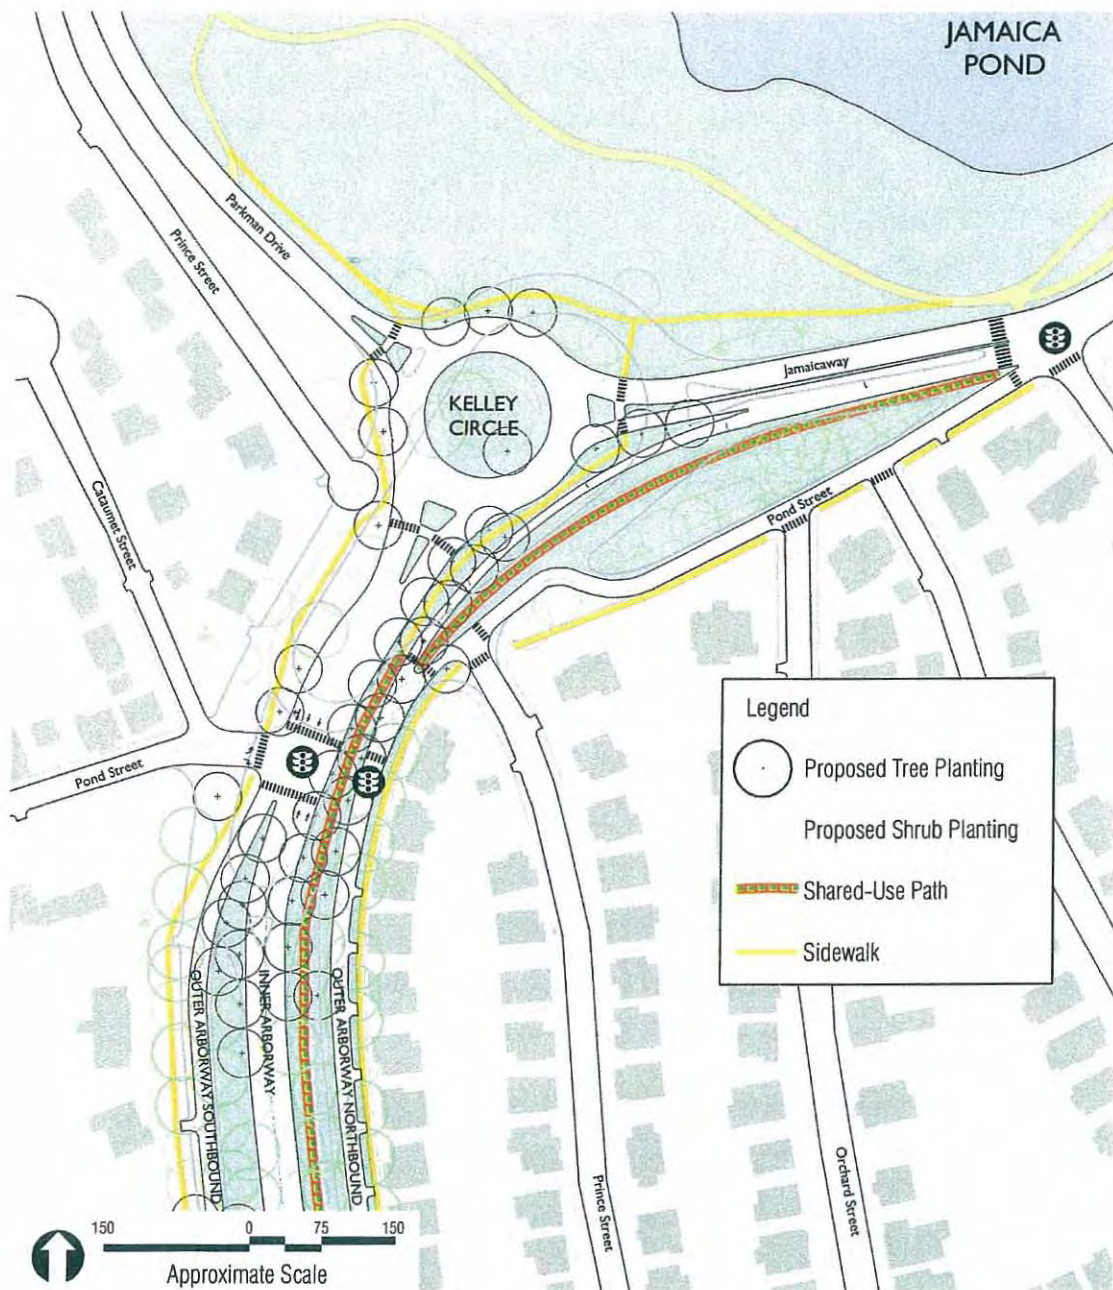 JAMAICA
POND
Parkman Drive
Prince Street
Jamaicaway
KELLEY
CIRCLE
Cataumet Street
Pond Street
Pond Street
Legend
Proposed Tree Planting
Proposed Shrub Planting
Shared-Use Path
Sidewalk
OUTER ARBORWAY SOUTHBOUND
INNER ARBORWAY
OUTER ARBORWAY NORTHBOUND
Prince Street
Orchard Street
150 0 75 150
Approximate Scale